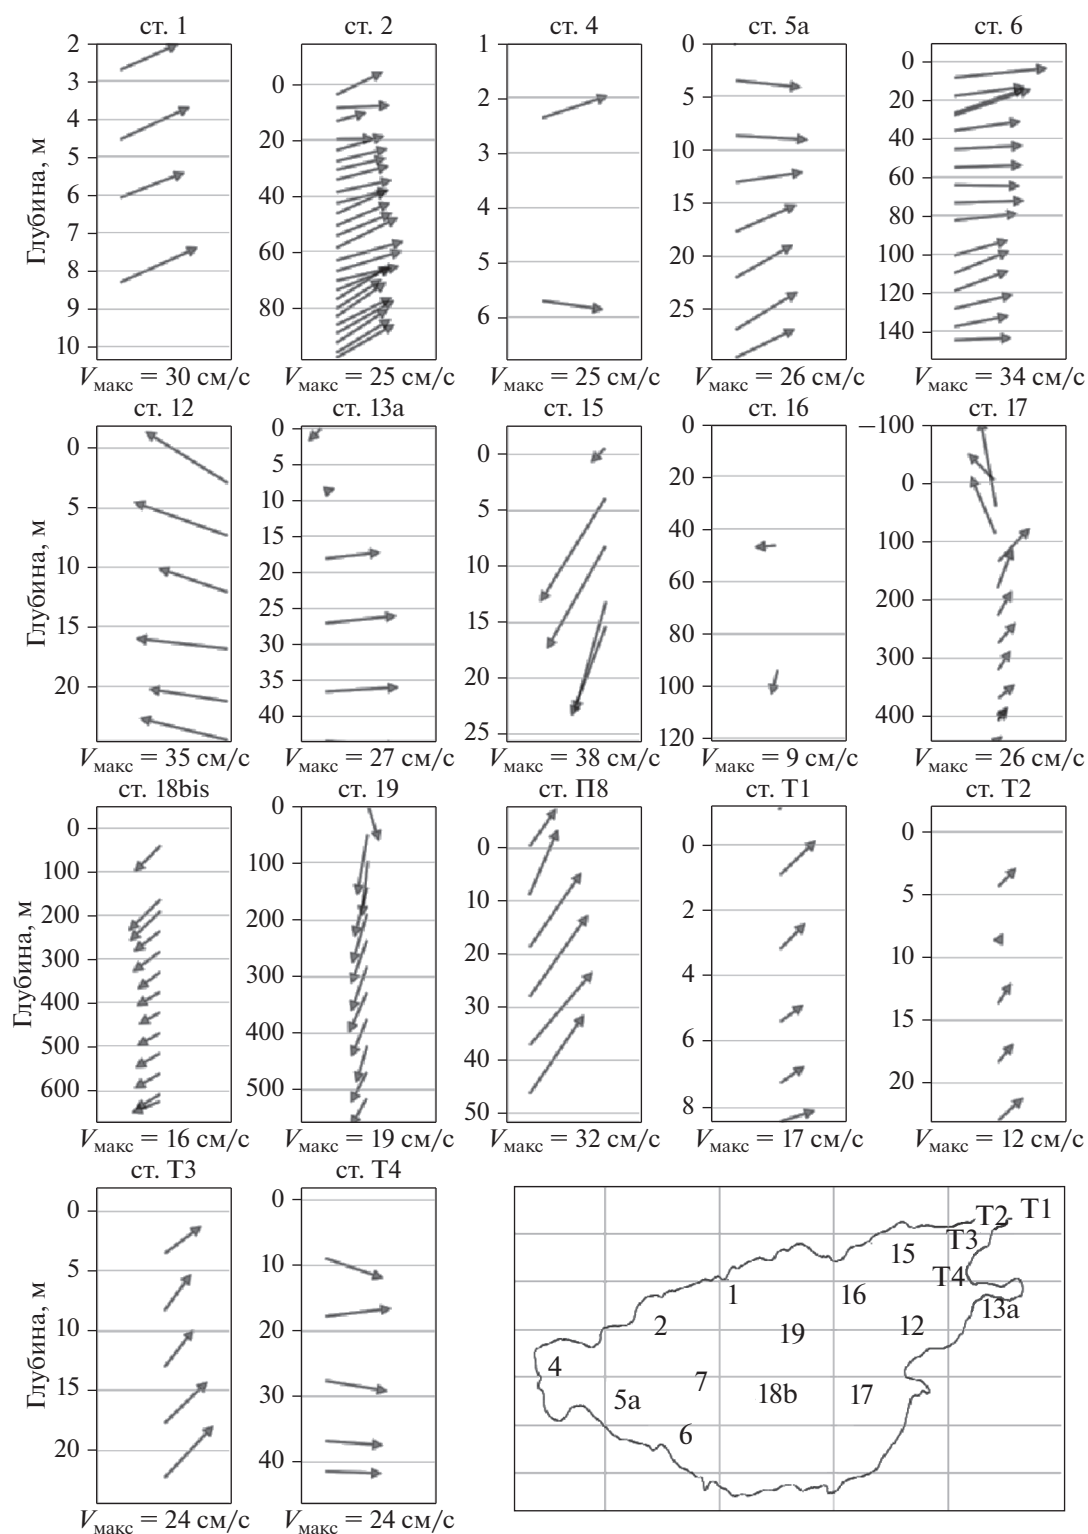 ст. 1 ст. 2 ст. 4 ст. 5а ст. 6
Глубина, м
2 3 4 5 6 7 8 9 10
0 20 40 60 80
1 2 3 4 5 6
0 5 10 15 20 25
0 20 40 60 80 100 120 140
Vмакс = 30 см/с Vмакс = 25 см/с Vмакс = 25 см/с Vмакс = 26 см/с Vмакс = 34 см/с
ст. 12 ст. 13а ст. 15 ст. 16 ст. 17
Глубина, м
0 5 10 15 20
0 5 9 15 18 25 30 36 40
0 5 10 15 20 25
0 20 40 60 80 100 120
−100 0 100 200 300 400
Vмакс = 35 см/с Vмакс = 27 см/с Vмакс = 38 см/с Vмакс = 9 см/с Vмакс = 26 см/с
ст. 18bis ст. 19 ст. П8 ст. Т1 ст. Т2
Глубина, м
0 100 200 300 400 500 600
0 100 200 300 400 500
0 10 20 30 40 50
0 2 4 6 8
0 5 10 15 20
Vмакс = 16 см/с Vмакс = 19 см/с Vмакс = 32 см/с Vмакс = 17 см/с Vмакс = 12 см/с
ст. Т3 ст. Т4
Глубина, м
0 5 10 15 20
0 10 20 30 40
Vмакс = 24 см/с Vмакс = 24 см/с
Т2 Т1
15 Т3
Т4
1 16 13а
2 19 12
4 7
5а 18b 17
6